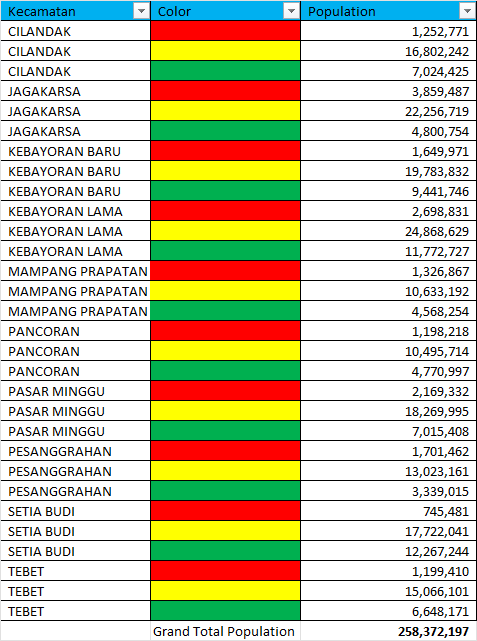 Kecamatan Color Population
CILANDAK 1,252,771
CILANDAK 16,802,242
CILANDAK 7,024,425
JAGAKARSA 3,859,487
JAGAKARSA 22,256,719
JAGAKARSA 4,800,754
KEBAYORAN BARU 1,649,971
KEBAYORAN BARU 19,783,832
KEBAYORAN BARU 9,441,746
KEBAYORAN LAMA 2,698,831
KEBAYORAN LAMA 24,868,629
KEBAYORAN LAMA 11,772,727
MAMPANG PRAPATAN 1,326,867
MAMPANG PRAPATAN 10,633,192
MAMPANG PRAPATAN 4,568,254
PANCORAN 1,198,218
PANCORAN 10,495,714
PANCORAN 4,770,997
PASAR MINGGU 2,169,332
PASAR MINGGU 18,269,995
PASAR MINGGU 7,015,408
PESANGGRAHAN 1,701,462
PESANGGRAHAN 13,023,161
PESANGGRAHAN 3,339,015
SETIA BUDI 745,481
SETIA BUDI 17,722,041
SETIA BUDI 12,267,244
TEBET 1,199,410
TEBET 15,066,101
TEBET 6,648,171
Grand Total Population 258,372,197